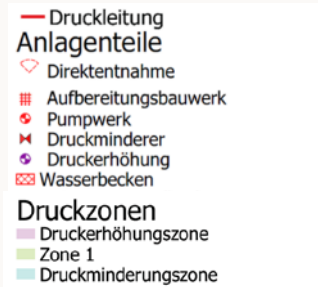 Druckleitung
Anlagenteile
Direktentnahme
Aufbereitungsbauwerk
Pumpwerk
Druckminderer
Druckerhöhung
Wasserbecken
Druckzonen
Druckerhöhungszone
Zone 1
Druckminderungszone